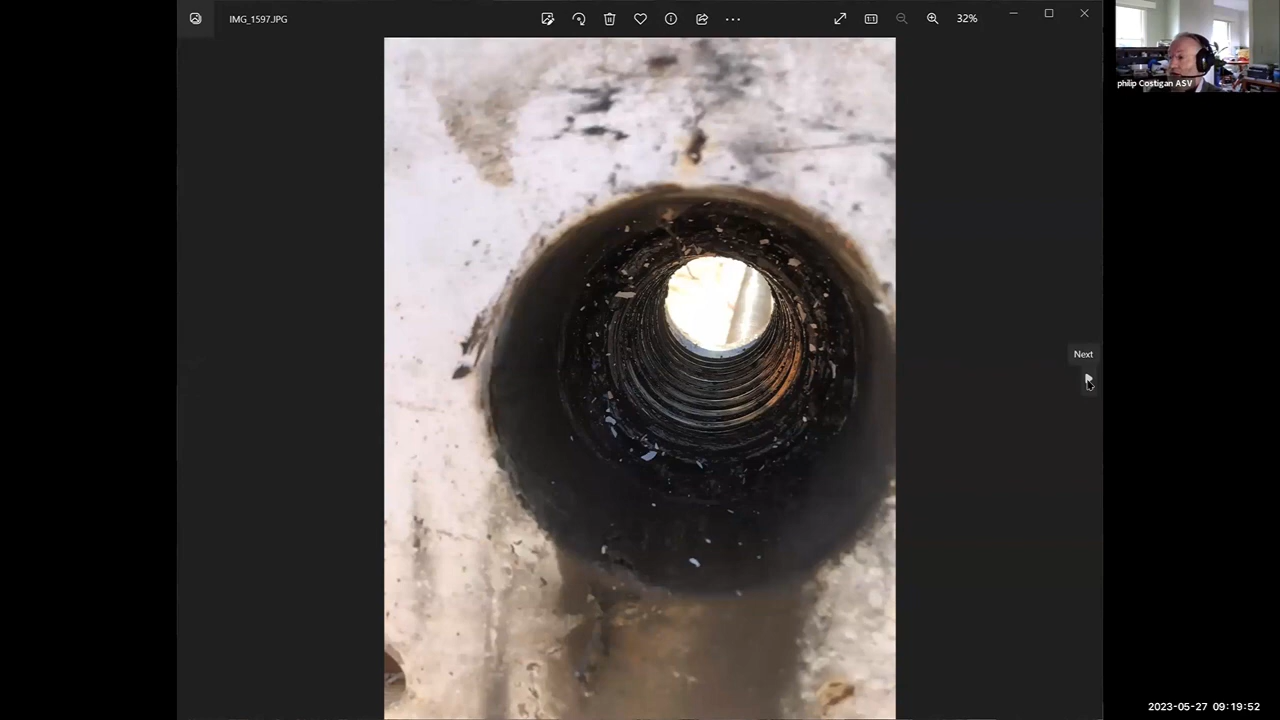 IMG_1597.JPG
32%
philip Costigan ASV
Next
2023-05-27 09:19:52